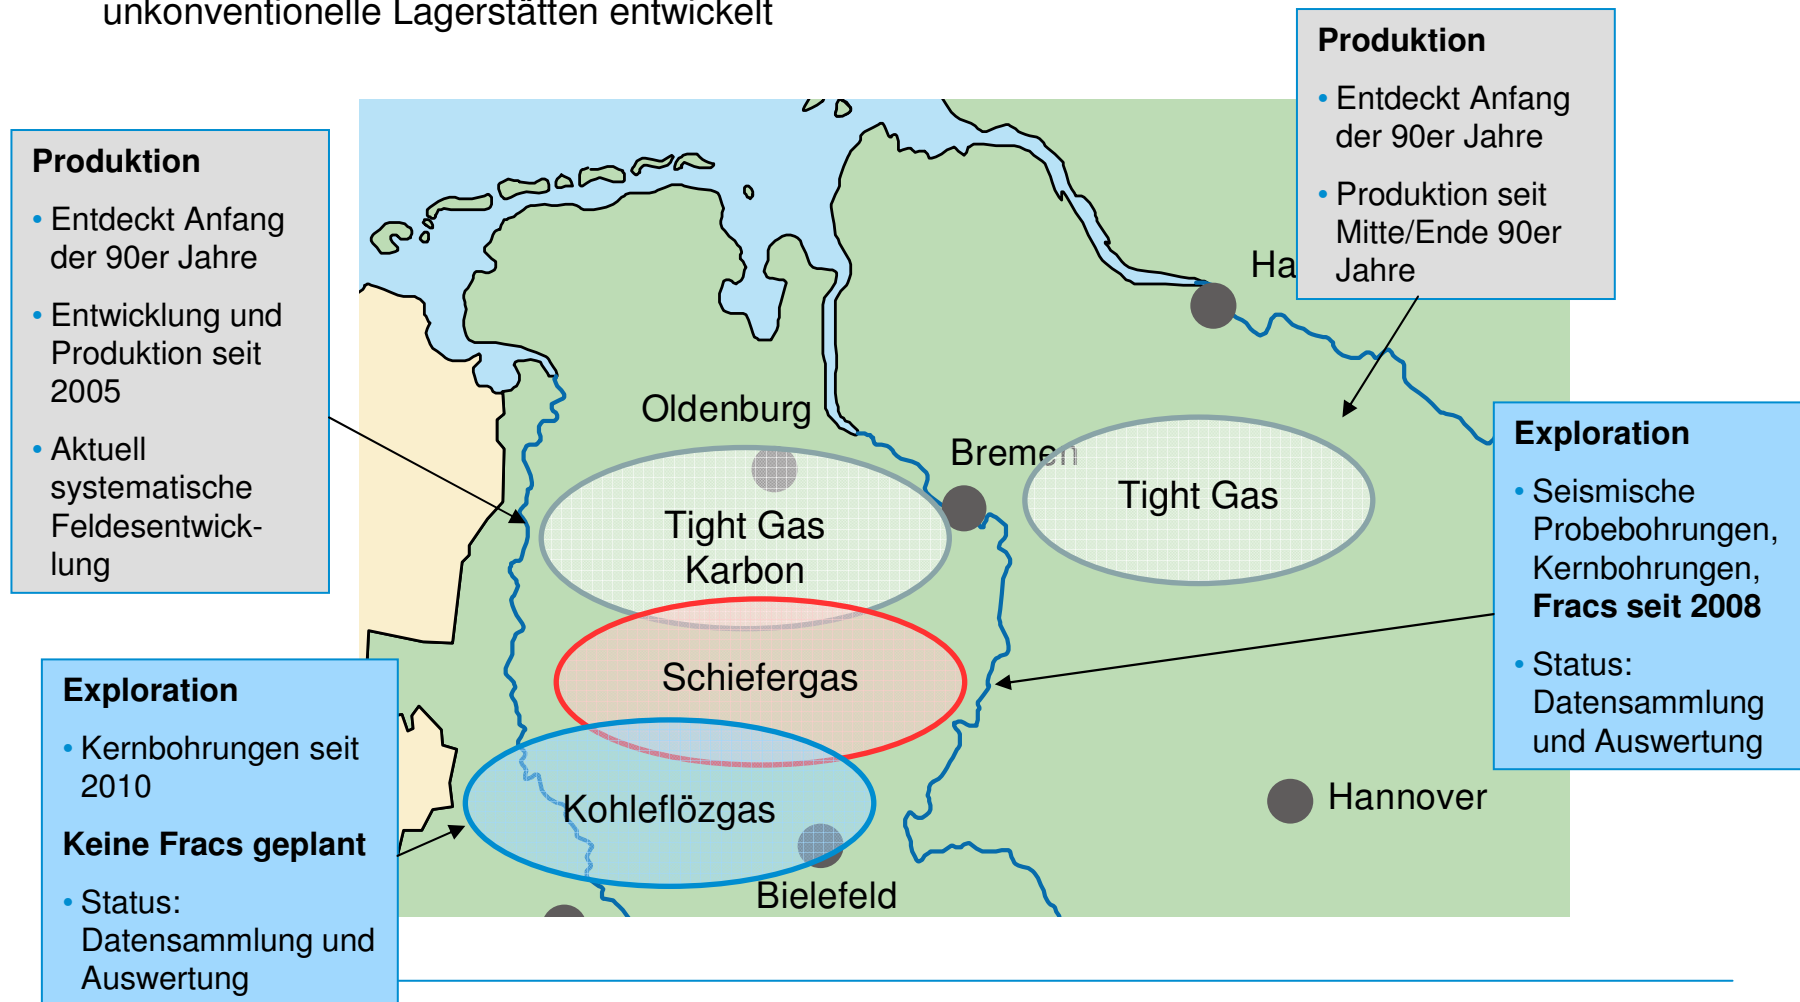 unkonventionelle Lagerstätten entwickelt
Produktion
• Entdeckt Anfang
der 90er Jahre
• Produktion seit
Mitte/Ende 90er
Jahre
Produktion
• Entdeckt Anfang
der 90er Jahre
• Entwicklung und
Produktion seit
2005
• Aktuell
systematische
Feldesentwick-
lung
Ha
Oldenburg
Bremen
Tight Gas
Tight Gas
Karbon
Exploration
• Seismische
Probebohrungen,
Kernbohrungen,
Fracs seit 2008
• Status:
Datensammlung
und Auswertung
Schiefergas
Exploration
• Kernbohrungen seit
2010
Keine Fracs geplant
• Status:
Datensammlung und
Auswertung
Kohleflözgas
Hannover
Bielefeld